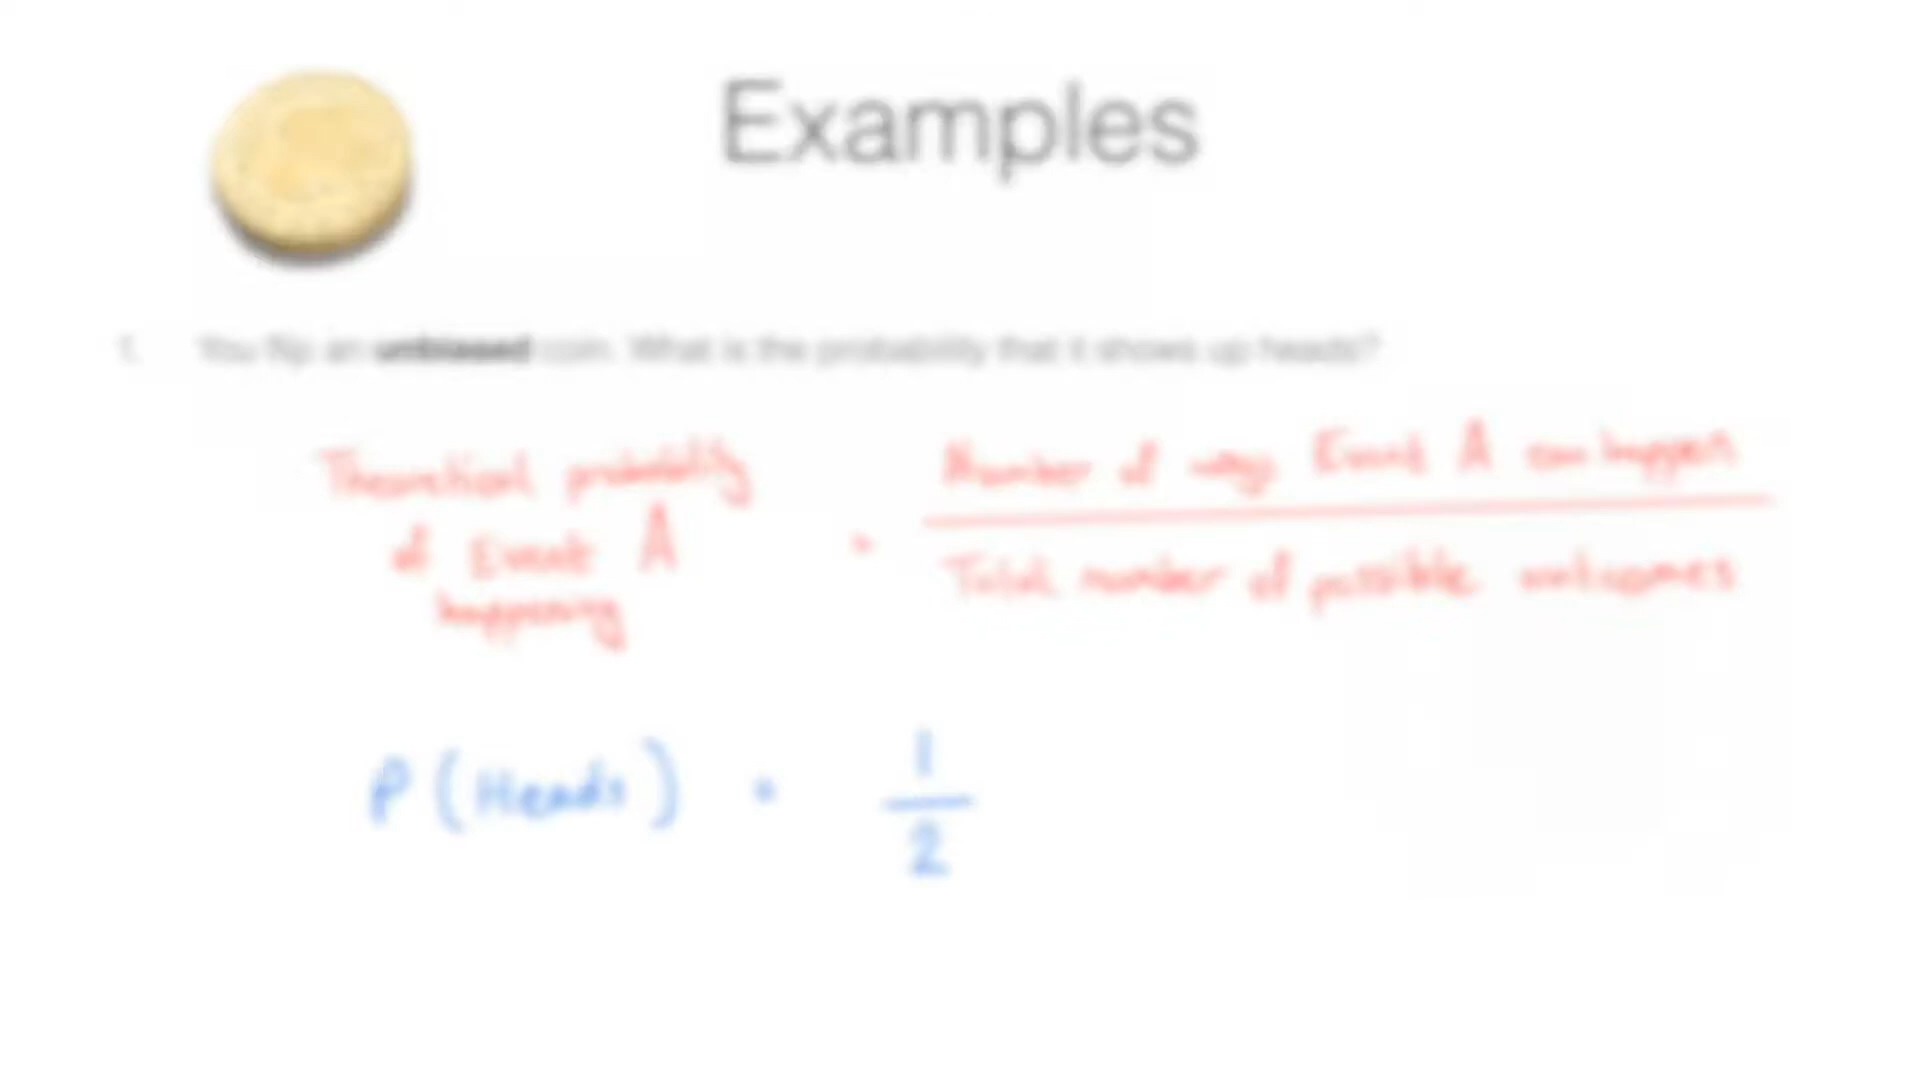 Examples
1. You flip an unbiased coin. What is the probability that it shows up heads?
Theoretical probability of Event A happening = Number of ways Event A can happen / Total number of possible outcomes
P (Heads) = 1/2